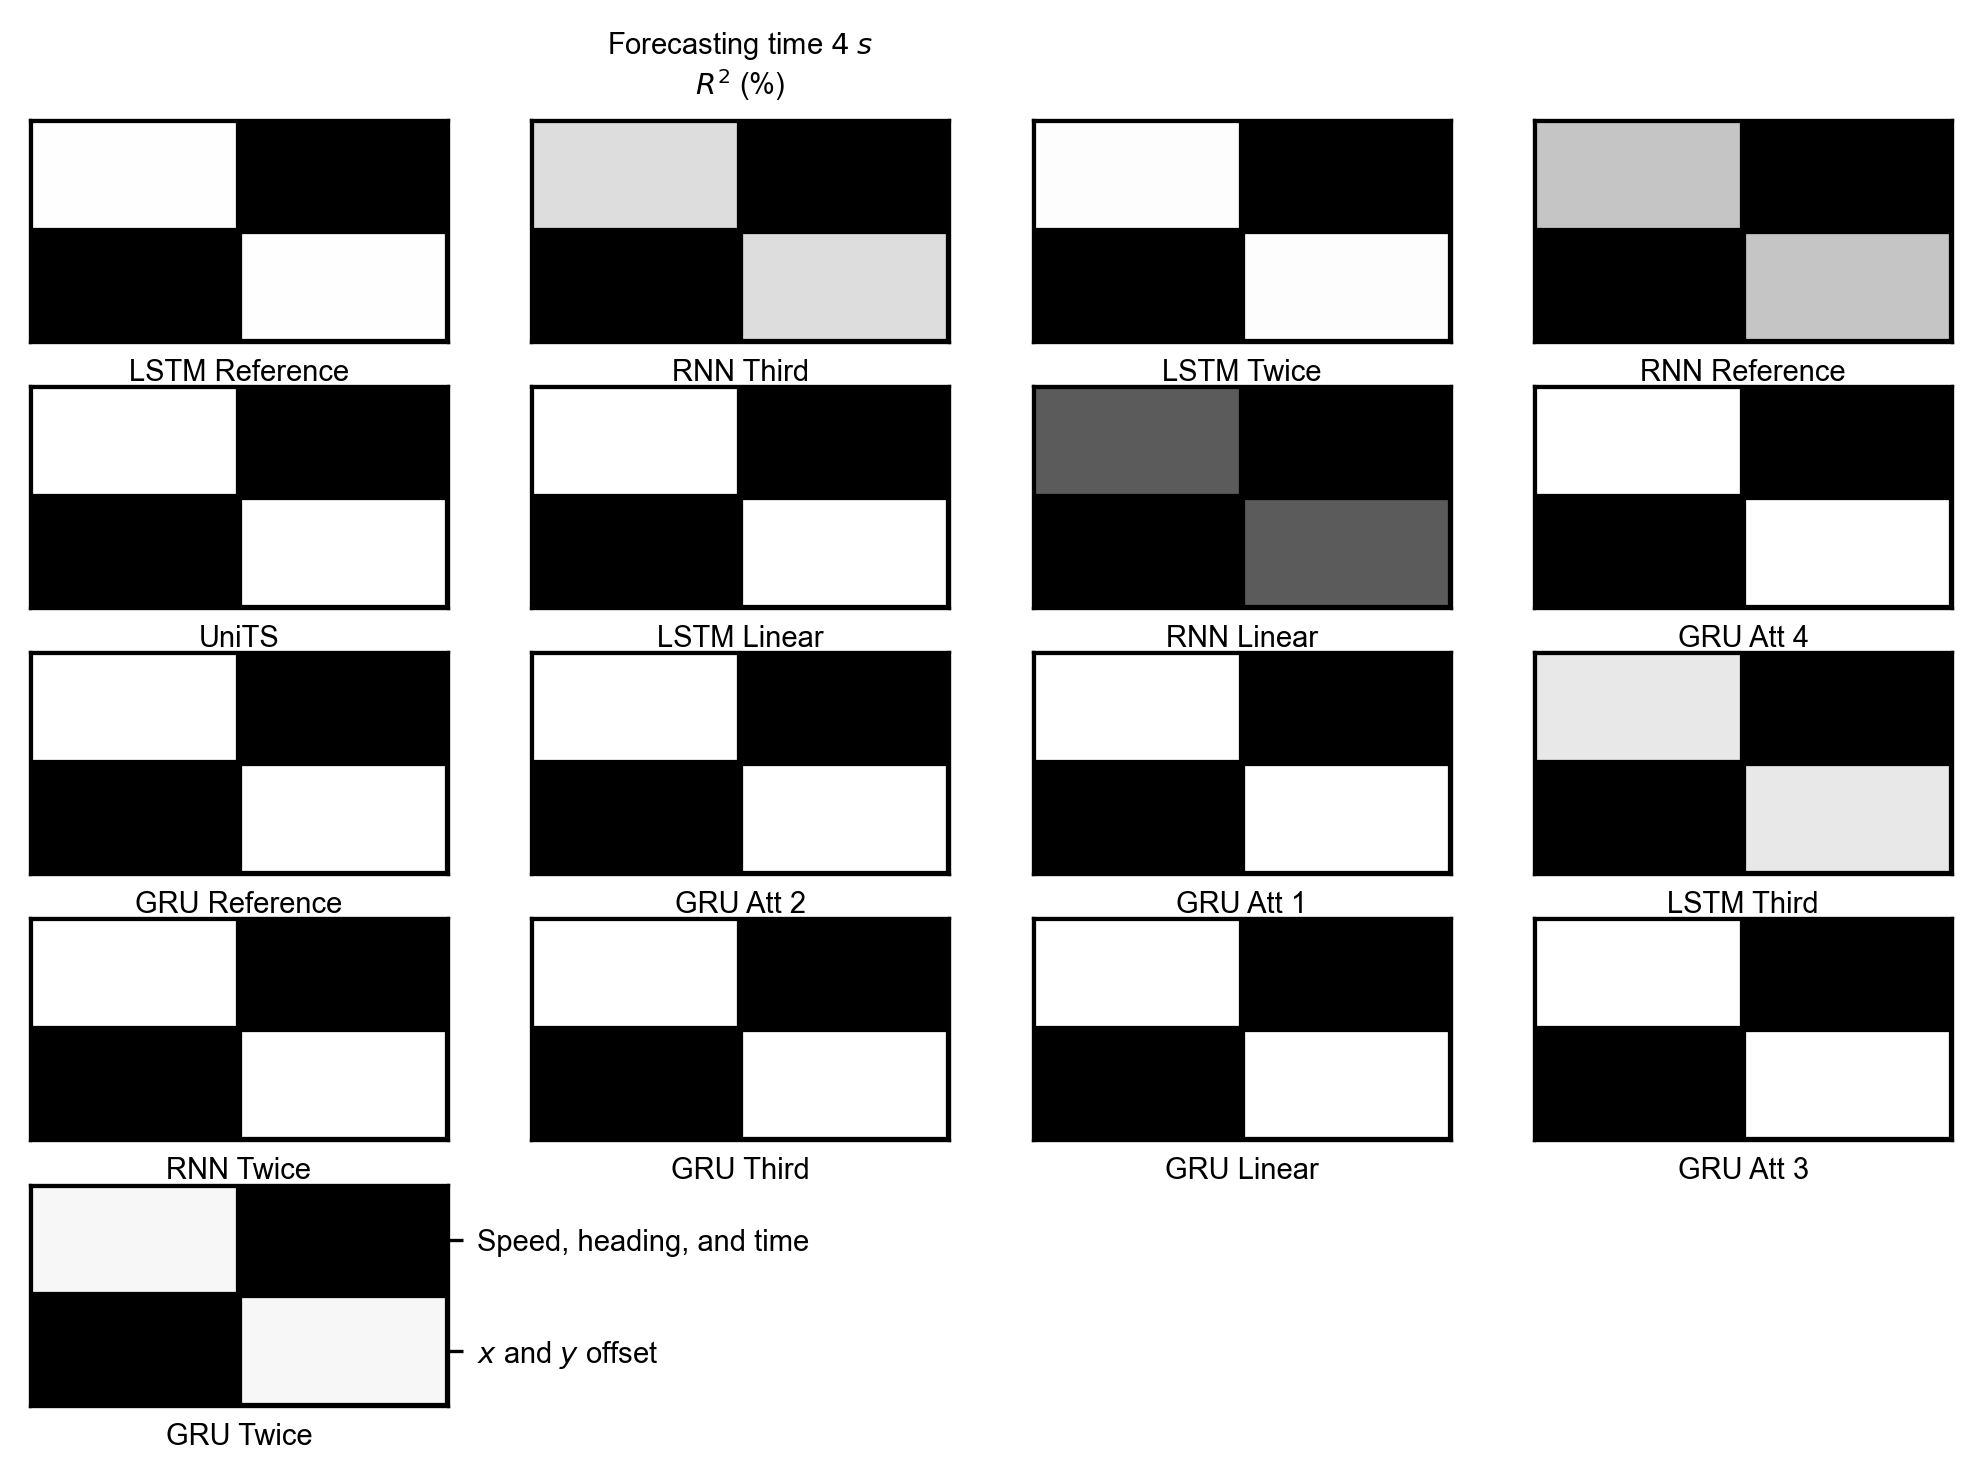 Forecasting time 4 s
R² (%)
LSTM Reference
RNN Third
LSTM Twice
RNN Reference
UniTS
LSTM Linear
RNN Linear
GRU Att 4
GRU Reference
GRU Att 2
GRU Att 1
LSTM Third
RNN Twice
GRU Third
GRU Linear
GRU Att 3
Speed, heading, and time
x and y offset
GRU Twice